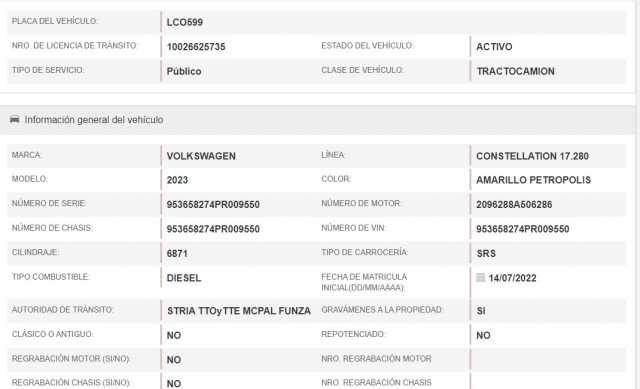 PLACA DEL VEHÍCULO: LCO599
NRO. DE LICENCIA DE TRÁNSITO: 10026625735 ESTADO DEL VEHÍCULO: ACTIVO
TIPO DE SERVICIO: Público CLASE DE VEHÍCULO: TRACTOCAMION
Información general del vehículo
MARCA: VOLKSWAGEN LÍNEA: CONSTELLATION 17.280
MODELO: 2023 COLOR: AMARILLO PETROPOLIS
NÚMERO DE SERIE: 953658274PR009550 NÚMERO DE MOTOR: 2096288A506286
NÚMERO DE CHASIS: 953658274PR009550 NÚMERO DE VIN: 953658274PR009550
CILINDRAJE: 6871 TIPO DE CARROCERÍA: SRS
TIPO COMBUSTIBLE: DIESEL FECHA DE MATRICULA INICIAL(DD/MM/AAAA): 14/07/2022
AUTORIDAD DE TRÁNSITO: STRIA TTOyTTE MCPAL FUNZA GRAVÁMENES A LA PROPIEDAD: SI
CLÁSICO O ANTIGUO: NO REPOTENCIADO: NO
REGRABACIÓN MOTOR (SI/NO): NO NRO. REGRABACIÓN MOTOR
REGRABACIÓN CHASIS (SI/NO): NO NRO. REGRABACIÓN CHASIS